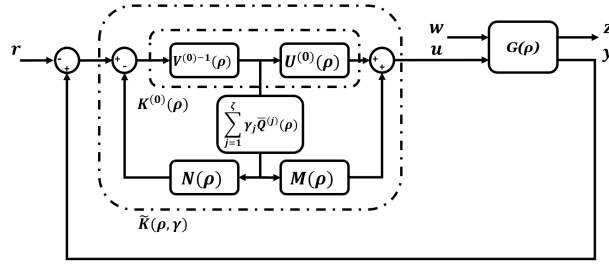 r
-
+
+
-
V⁽⁰⁾⁻¹(ρ)
U⁽⁰⁾(ρ)
+
+
K⁽⁰⁾(ρ)
∑_{j=1}^{ζ} γ_j Q̅⁽ʲ⁾(ρ)
N(ρ)
M(ρ)
K̃(ρ, γ)
w
u
G(ρ)
z
y